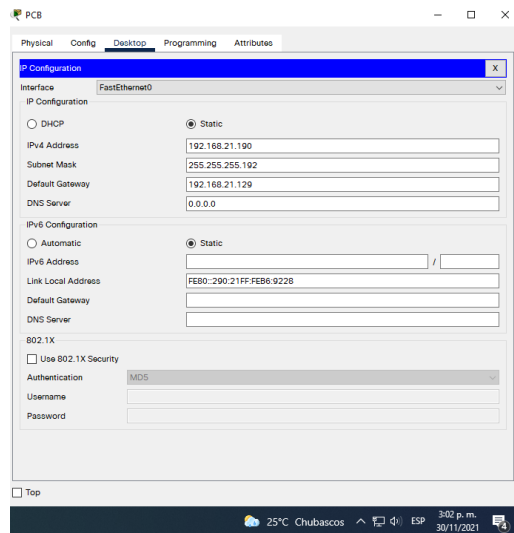 PCB
Physical Config Desktop Programming Attributes
IP Configuration X
Interface FastEthernet0
IP Configuration
DHCP Static
IPv4 Address 192.168.21.190
Subnet Mask 255.255.255.192
Default Gateway 192.168.21.129
DNS Server 0.0.0.0
IPv6 Configuration
Automatic Static
IPv6 Address /
Link Local Address FE80::290:21FF:FEB6:9228
Default Gateway
DNS Server
802.1X
Use 802.1X Security
Authentication MD5
Username
Password
Top
25°C Chubascos ESP 3:02 p. m.
30/11/2021 4